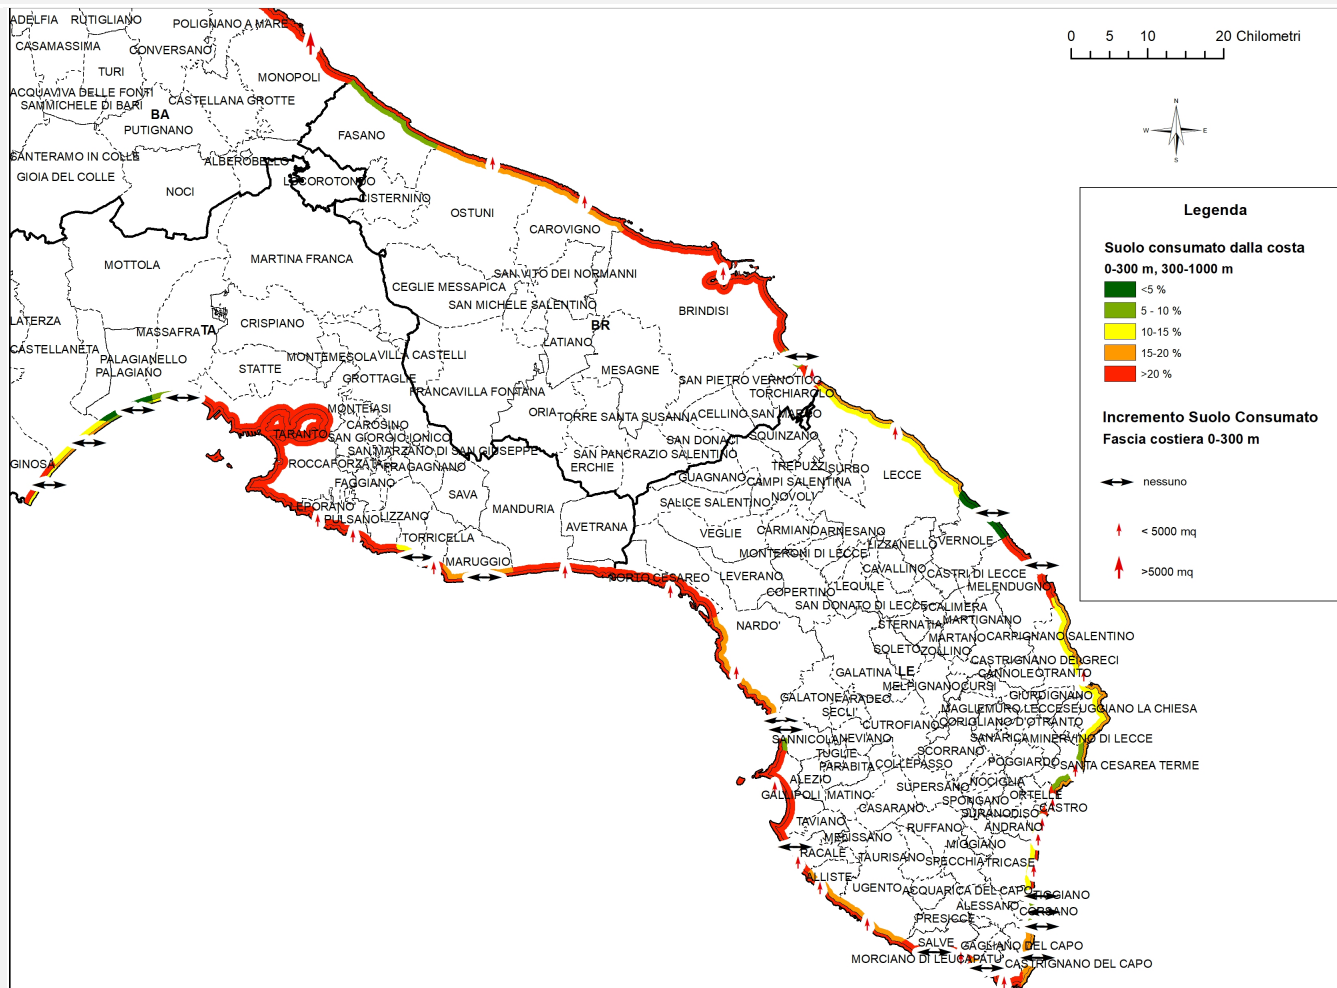 ADELFIA
RUTIGLIANO
POLIGNANO A MARE
CASAMASSIMA
CONVERSANO
TURI
MONOPOLI
ACQUAVIVA DELLE FONTI
SAMMICHELE DI BARI
CASTELLANA GROTTE
BA
PUTIGNANO
FASANO
SANTERAMO IN COLLE
ALBEROBELLO
GIOIA DEL COLLE
LOCOROTONDO
NOCI
CISTERNINO
OSTUNI
CAROVIGNO
MOTTOLA
MARTINA FRANCA
SAN VITO DEI NORMANNI
CEGLIE MESSAPICA
SAN MICHELE SALENTINO
BRINDISI
LATERZA
CRISPIANO
BR
MASSAFRA
TA
LATIANO
CASTELLANETA
PALAGIANELLO
MONTEMESOLA
VILLA CASTELLI
STATTE
PALAGIANO
MESAGNE
GROTTAGLIE
SAN PIETRO VERNOTICO
FRANCAVILLA FONTANA
TORCHIAROLO
MONTEIASI
ORIA
TORRE SANTA SUSANNA
CELLINO SAN MARCO
CAROSINO
TARANTO
SAN GIORGIO IONICO
SAN DONACI
SQUINZANO
SAN MARZANO DI SAN GIUSEPPE
SAN PANCRAZIO SALENTINO
GINOSA
ROCCAFORZATA
FRAGAGNANO
ERCHIE
TREPUZZI
SURBO
LECCE
FAGGIANO
GUAGNANO
CAMPI SALENTINA
SAVA
NOVOLI
LEPORANO
MANDURIA
SALICE SALENTINO
PULSANO
LIZZANO
AVETRANA
VEGLIE
CARMIANO
ARNESANO
TORRICELLA
LIZZANELLO
VERNOLE
MONTERONI DI LECCE
MARUGGIO
CAVALLINO
PORTO CESAREO
LEVERANO
CASTRI DI LECCE
LEQUILE
MELENDUGNO
COPERTINO
SAN DONATO DI LECCE
CALIMERA
MARTIGNANO
NARDO'
STERNATIA
MARTANO
CARPIGNANO SALENTINO
SOLETO
ZOLLINO
CASTRIGNANO DEI GRECI
GALATINA
LE
CANNOLE
OTRANTO
MELPIGNANO
CURSI
GALATONE
ARADEO
GIURDIGNANO
SECLI'
MAGLIE
MURO LECCESE
UGGIANO LA CHIESA
CUTROFIANO
CORIGLIANO D'OTRANTO
SANNICOLA
NEVIANO
SANARICA
MINERVINO DI LECCE
TUGLIE
SCORRANO
PARABITA
COLLEPASSO
POGGIARDO
SANTA CESAREA TERME
ALEZIO
SUPERSANO
NOCIGLIA
GALLIPOLI
MATINO
ORTELLE
CASARANO
SPONGANO
CASTRO
SURANO
DISO
TAVIANO
RUFFANO
ANDRANO
MELISSANO
MIGGIANO
RACALE
TAURISANO
SPECCHIA
TRICASE
ALLISTE
UGENTO
ACQUARICA DEL CAPO
TIGGIANO
ALESSANO
CORSANO
PRESICCE
SALVE
GAGLIANO DEL CAPO
MORCIANO DI LEUCA
PATU'
CASTRIGNANO DEL CAPO
0 5 10 20 Chilometri
N
W E
S
Legenda
Suolo consumato dalla costa
0-300 m, 300-1000 m
<5 %
5 - 10 %
10-15 %
15-20 %
>20 %
Incremento Suolo Consumato
Fascia costiera 0-300 m
nessuno
< 5000 mq
>5000 mq